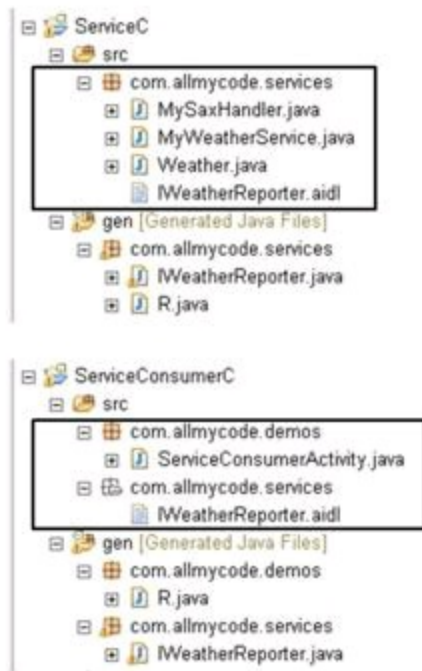 ServiceC
src
com.allmycode.services
MySaxHandler.java
MyWeatherService.java
Weather.java
IWeatherReporter.aidl
gen [Generated Java Files]
com.allmycode.services
IWeatherReporter.java
R.java
ServiceConsumerC
src
com.allmycode.demos
ServiceConsumerActivity.java
com.allmycode.services
IWeatherReporter.aidl
gen [Generated Java Files]
com.allmycode.demos
R.java
com.allmycode.services
IWeatherReporter.java